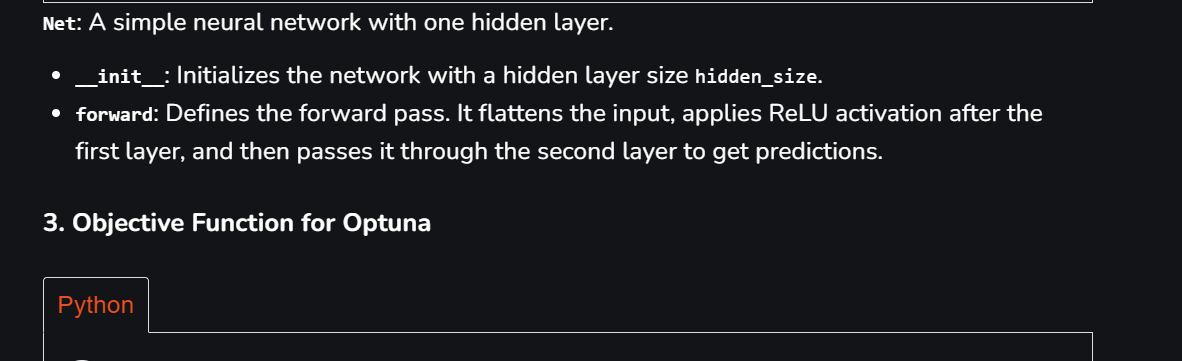 Net: A simple neural network with one hidden layer.
__init__: Initializes the network with a hidden layer size hidden_size.
forward: Defines the forward pass. It flattens the input, applies ReLU activation after the
first layer, and then passes it through the second layer to get predictions.
3. Objective Function for Optuna
Python